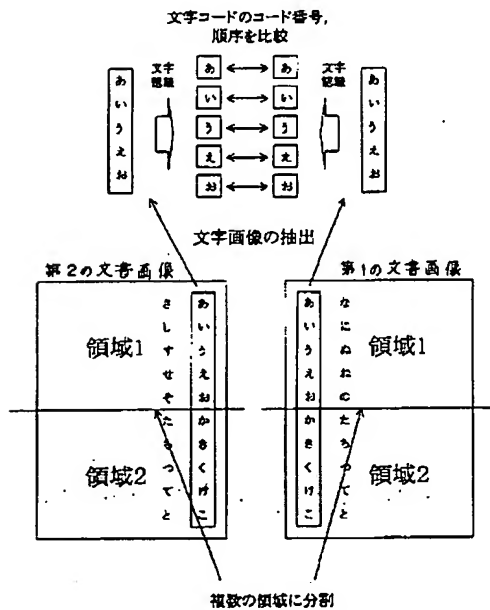 文字コードのコード番号,
順序を比較
あいうえお
文字
認識
あ あ
い い
う う
え え
お お
文字
認識
あいうえお
文字画像の抽出
第2の文書画像
あいうえおかきくけこ
さしすせそたちつてと
領域1
領域2
第1の文書画像
なにぬねのたちつてと
あいうえおかきくけこ
領域1
領域2
複数の領域に分割